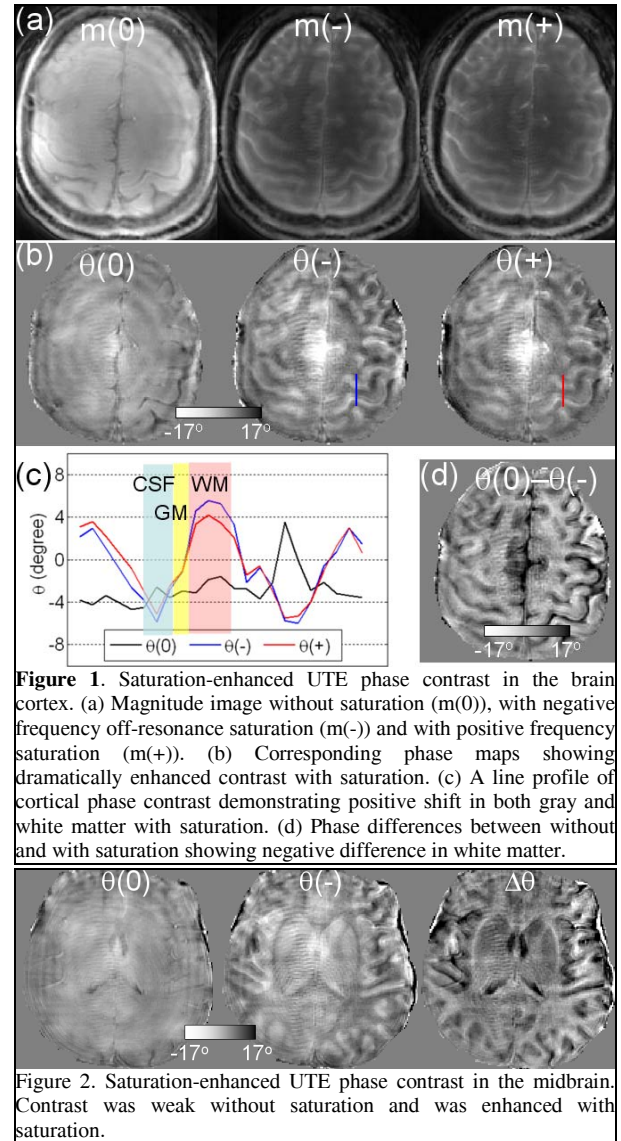 (a) m(0) m(-) m(+)
(b) θ(0) θ(-) θ(+)
-17° 17°
(c) (d) θ(0)–θ(-)
8
4
0
-4
-8
θ (degree)
CSF WM
GM
θ(0) θ(-) θ(+)
-17° 17°
Figure 1. Saturation-enhanced UTE phase contrast in the brain
cortex. (a) Magnitude image without saturation (m(0)), with negative
frequency off-resonance saturation (m(-)) and with positive frequency
saturation (m(+)). (b) Corresponding phase maps showing
dramatically enhanced contrast with saturation. (c) A line profile of
cortical phase contrast demonstrating positive shift in both gray and
white matter with saturation. (d) Phase differences between without
and with saturation showing negative difference in white matter.
θ(0) θ(-) Δθ
-17° 17°
Figure 2. Saturation-enhanced UTE phase contrast in the midbrain.
Contrast was weak without saturation and was enhanced with
saturation.